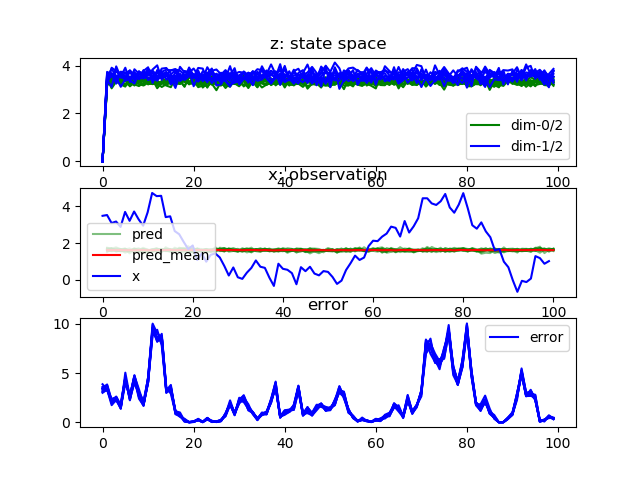 z: state space
4
2
0
dim-0/2
dim-1/2
0 20 40 60 80 100
x: observation
4
2
0
pred
pred_mean
x
0 20 40 60 80 100
error
10
5
0
error
0 20 40 60 80 100